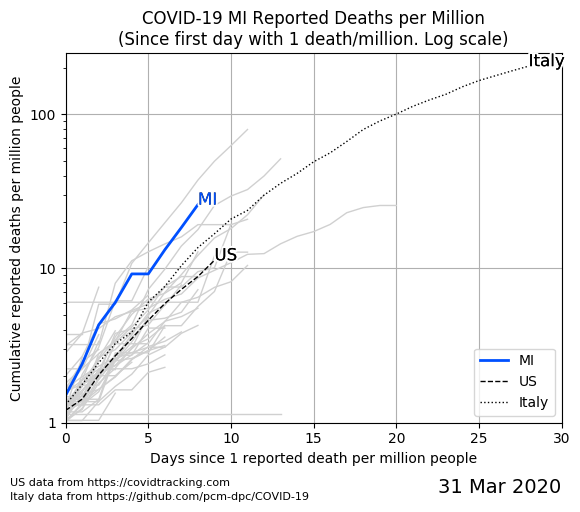 COVID-19 MI Reported Deaths per Million
(Since first day with 1 death/million. Log scale)
Cumulative reported deaths per million people
100
10
1
Italy
MI
US
MI
US
Italy
0 5 10 15 20 25 30
Days since 1 reported death per million people
US data from https://covidtracking.com
Italy data from https://github.com/pcm-dpc/COVID-19
31 Mar 2020